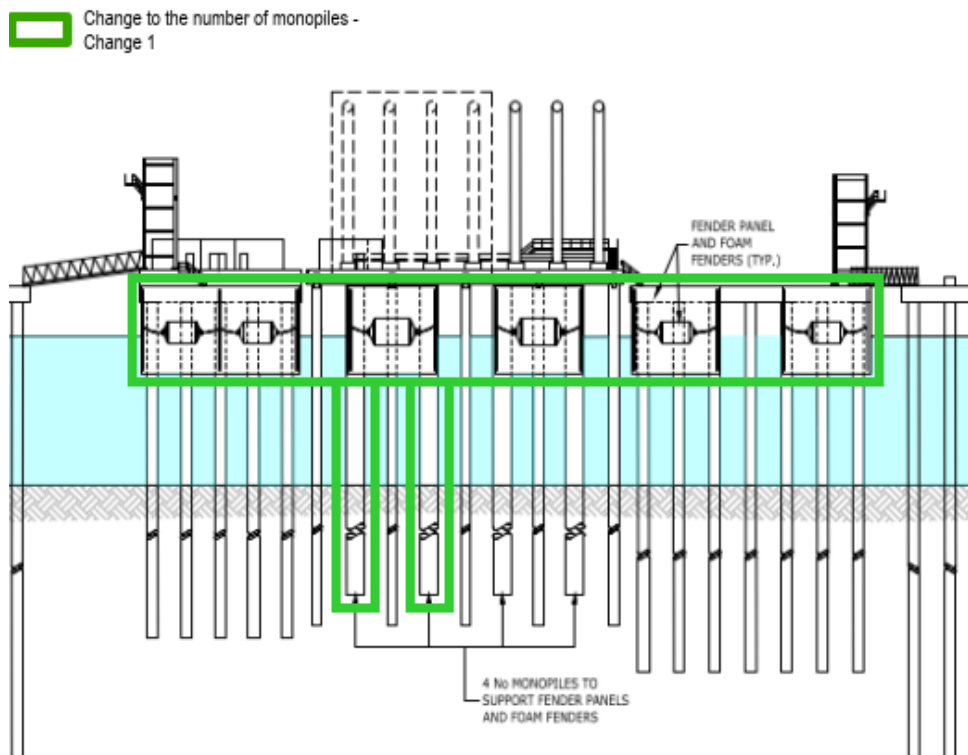 Change to the number of monopiles -
Change 1
FENDER PANEL
AND FOAM
FENDERS (TYP.)
4 No MONOPILES TO
SUPPORT FENDER PANELS
AND FOAM FENDERS